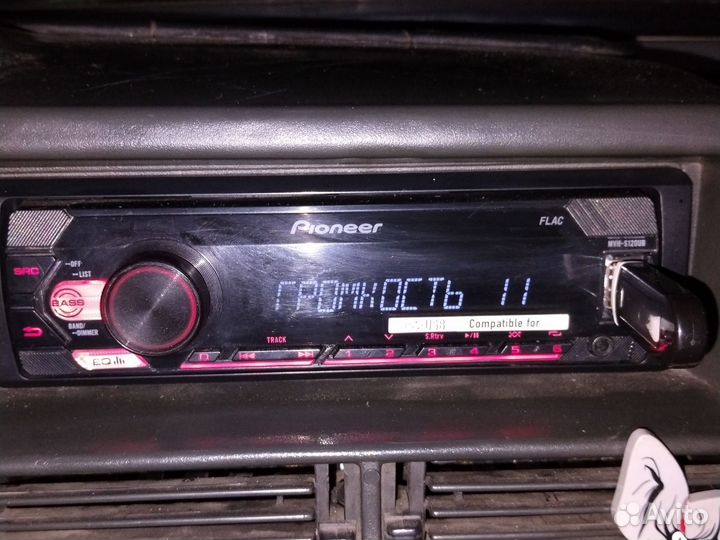 Pioneer
FLAC
MVH-S120UB
SRC
OFF
LIST
BASS
ГРОМКОСТЬ 11
USB Compatible for
BAND/
DIMMER
TRACK
S.Rtrv
EQ
D 1 2 3 4 5 6
Avito